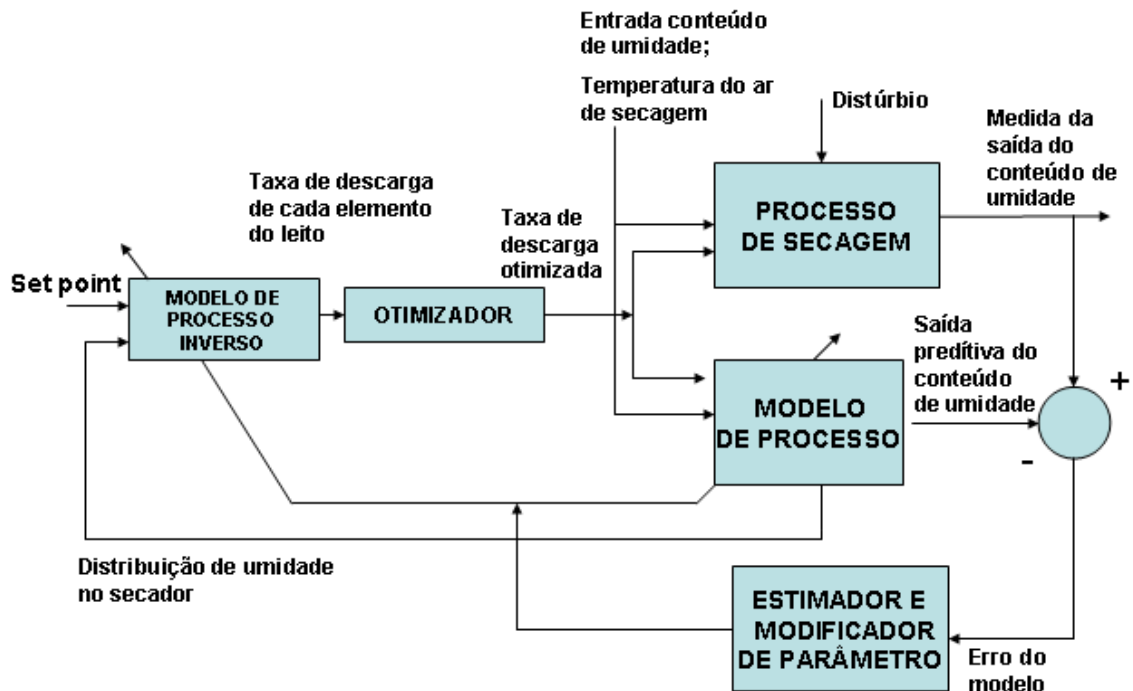 Entrada conteúdo
de umidade;
Temperatura do ar
de secagem
Distúrbio
Medida da
saída do
conteúdo de
umidade
Taxa de descarga
de cada elemento
do leito
Taxa de
descarga
otimizada
PROCESSO
DE SECAGEM
Set point
MODELO DE
PROCESSO
INVERSO
OTIMIZADOR
Saída
predítiva do
conteúdo
de umidade
+
-
MODELO
DE PROCESSO
Distribuição de umidade
no secador
ESTIMADOR E
MODIFICADOR
DE PARÂMETRO
Erro do
modelo